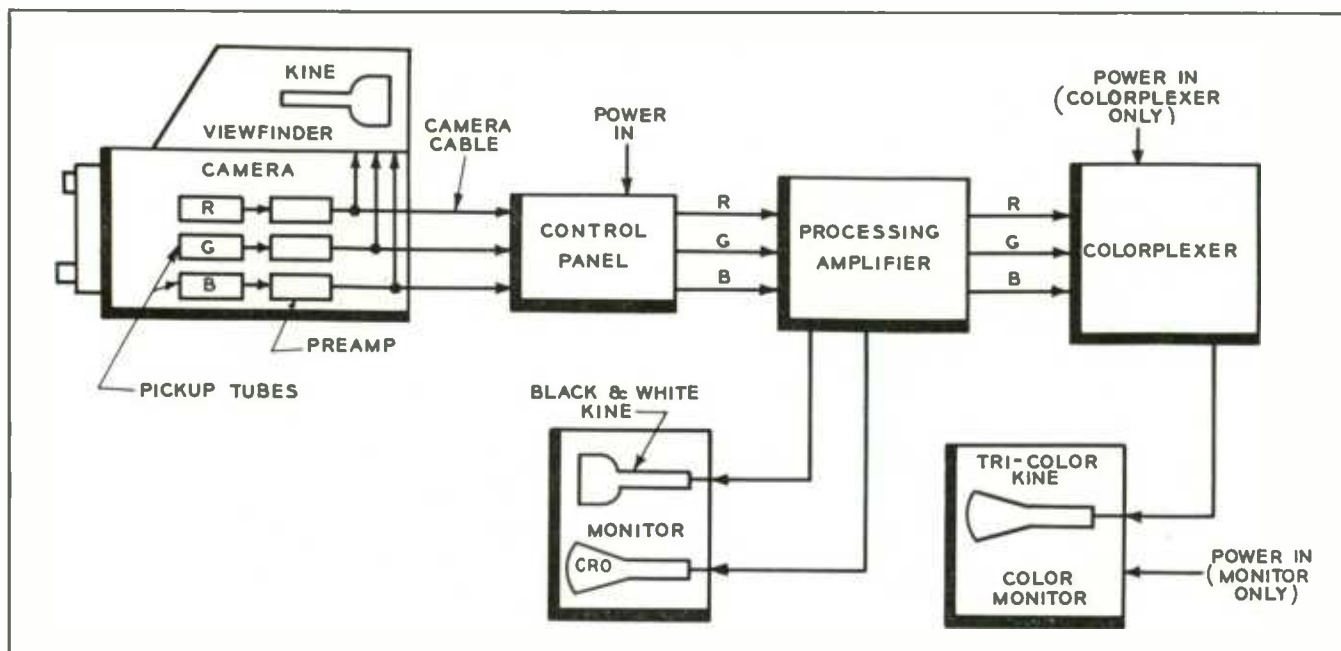 KINE
VIEWFINDER
CAMERA
CAMERA
CABLE
R
G
B
PREAMP
PICKUP TUBES
POWER
IN
CONTROL
PANEL
R
G
B
PROCESSING
AMPLIFIER
R
G
B
POWER IN
(COLORPLEXER
ONLY)
COLORPLEXER
BLACK & WHITE
KINE
MONITOR
CRO
TRI-COLOR
KINE
COLOR
MONITOR
POWER IN
(MONITOR
ONLY)